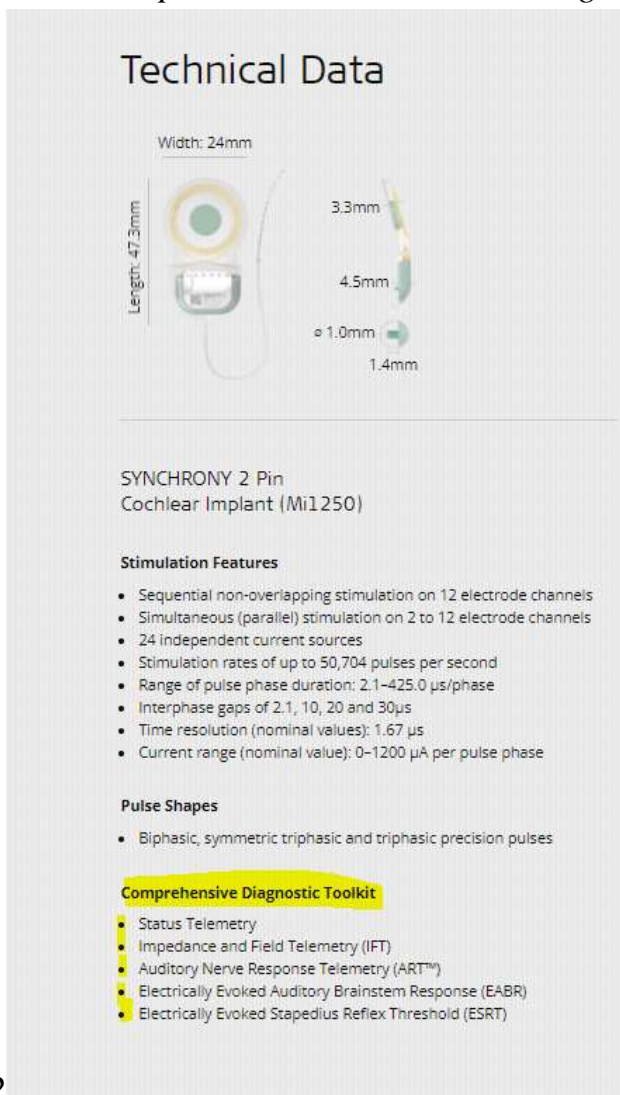 Technical Data
Width: 24mm
Length: 47.3mm
3.3mm
4.5mm
ø 1.0mm
1.4mm
SYNCHRONY 2 Pin
Cochlear Implant (Mi1250)
Stimulation Features
• Sequential non-overlapping stimulation on 12 electrode channels
• Simultaneous (parallel) stimulation on 2 to 12 electrode channels
• 24 independent current sources
• Stimulation rates of up to 50,704 pulses per second
• Range of pulse phase duration: 2.1–425.0 µs/phase
• Interphase gaps of 2.1, 10, 20 and 30µs
• Time resolution (nominal values): 1.67 µs
• Current range (nominal value): 0–1200 µA per pulse phase
Pulse Shapes
• Biphasic, symmetric triphasic and triphasic precision pulses
Comprehensive Diagnostic Toolkit
• Status Telemetry
• Impedance and Field Telemetry (IFT)
• Auditory Nerve Response Telemetry (ART™)
• Electrically Evoked Auditory Brainstem Response (EABR)
• Electrically Evoked Stapedius Reflex Threshold (ESRT)